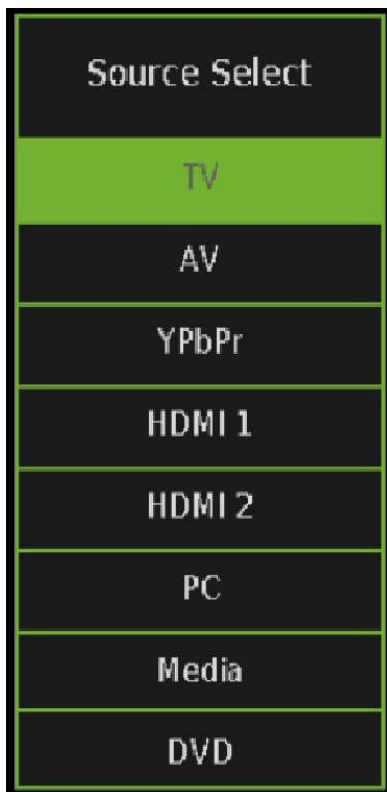 Source Select
TV
AV
YPbPr
HDMI 1
HDMI 2
PC
Media
DVD